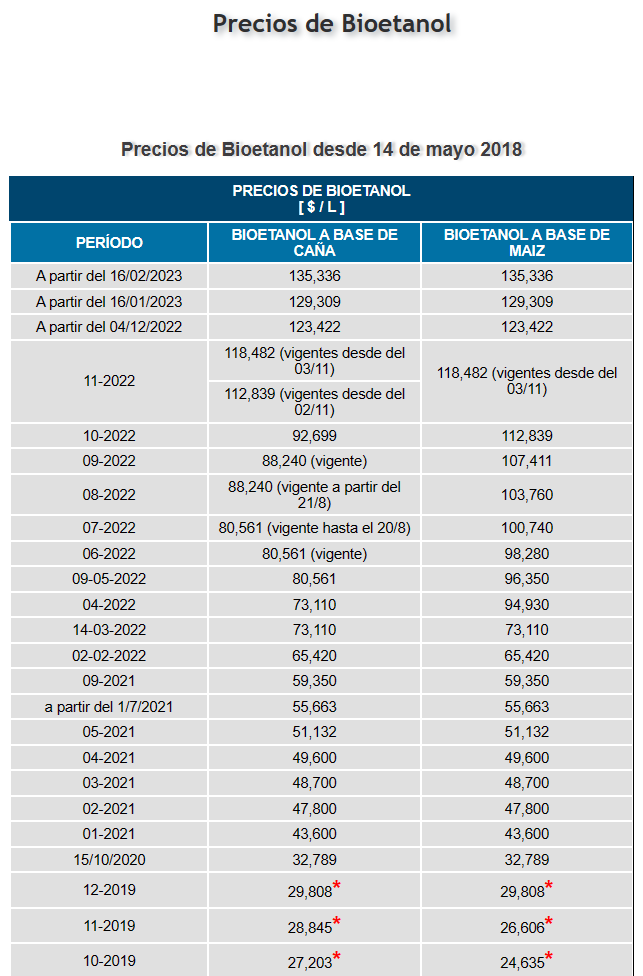 Precios de Bioetanol
Precios de Bioetanol desde 14 de mayo 2018
PRECIOS DE BIOETANOL
[ $ / L ]
PERÍODO BIOETANOL A BASE DE CAÑA BIOETANOL A BASE DE MAIZ
A partir del 16/02/2023 135,336 135,336
A partir del 16/01/2023 129,309 129,309
A partir del 04/12/2022 123,422 123,422
11-2022 118,482 (vigentes desde del 03/11) 118,482 (vigentes desde del 03/11)
112,839 (vigentes desde del 02/11)
10-2022 92,699 112,839
09-2022 88,240 (vigente) 107,411
08-2022 88,240 (vigente a partir del 21/8) 103,760
07-2022 80,561 (vigente hasta el 20/8) 100,740
06-2022 80,561 (vigente) 98,280
09-05-2022 80,561 96,350
04-2022 73,110 94,930
14-03-2022 73,110 73,110
02-02-2022 65,420 65,420
09-2021 59,350 59,350
a partir del 1/7/2021 55,663 55,663
05-2021 51,132 51,132
04-2021 49,600 49,600
03-2021 48,700 48,700
02-2021 47,800 47,800
01-2021 43,600 43,600
15/10/2020 32,789 32,789
12-2019 29,808* 29,808*
11-2019 28,845* 26,606*
10-2019 27,203* 24,635*